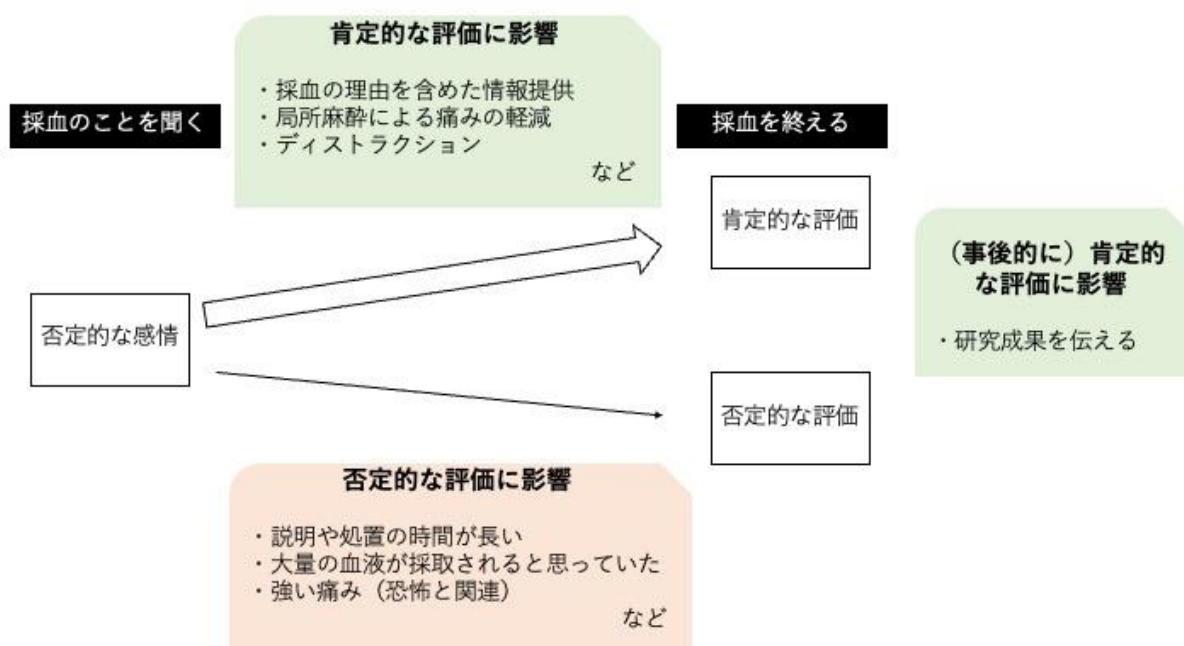 肯定的な評価に影響
・採血の理由を含めた情報提供
・局所麻酔による痛みの軽減
・ディストラクション
など
採血のことを聞く
採血を終える
肯定的な評価
(事後的に)肯定的
な評価に影響
・研究成果を伝える
否定的な感情
否定的な評価
否定的な評価に影響
・説明や処置の時間が長い
・大量の血液が採取されると思っていた
・強い痛み(恐怖と関連)
など